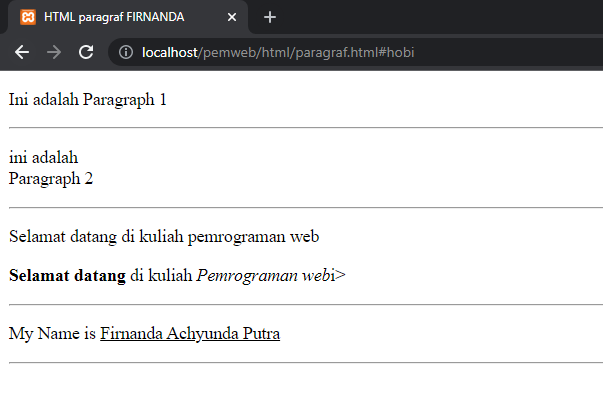 HTML paragraf FIRNANDA
localhost/pemweb/html/paragraf.html#hobi
Ini adalah Paragraph 1
ini adalah
Paragraph 2
Selamat datang di kuliah pemrograman web
Selamat datang di kuliah Pemrograman webi>
My Name is Firnanda Achyunda Putra